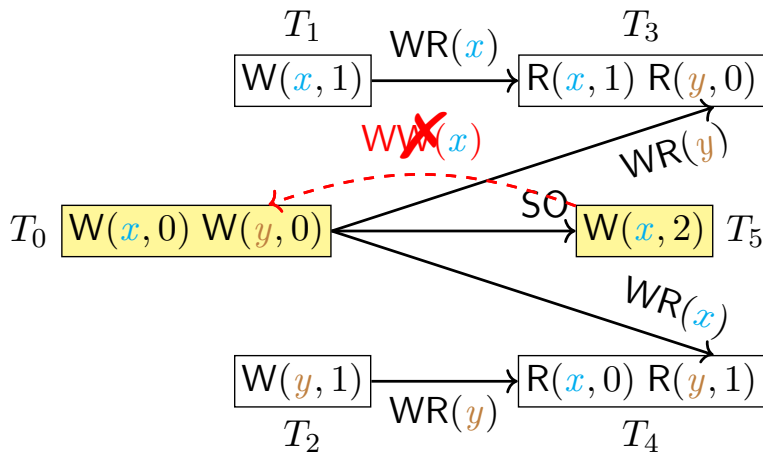 T₁ WR(x) T₃
W(x, 1) R(x, 1) R(y, 0)
WW(x) WR(y)
SO
T₀ W(x, 0) W(y, 0) W(x, 2) T₅
WR(x)
W(y, 1) R(x, 0) R(y, 1)
T₂ WR(y) T₄